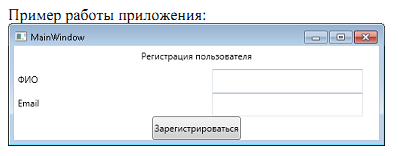 Пример работы приложения:
MainWindow
Регистрация пользователя
ФИО
Email
Зарегистрироваться